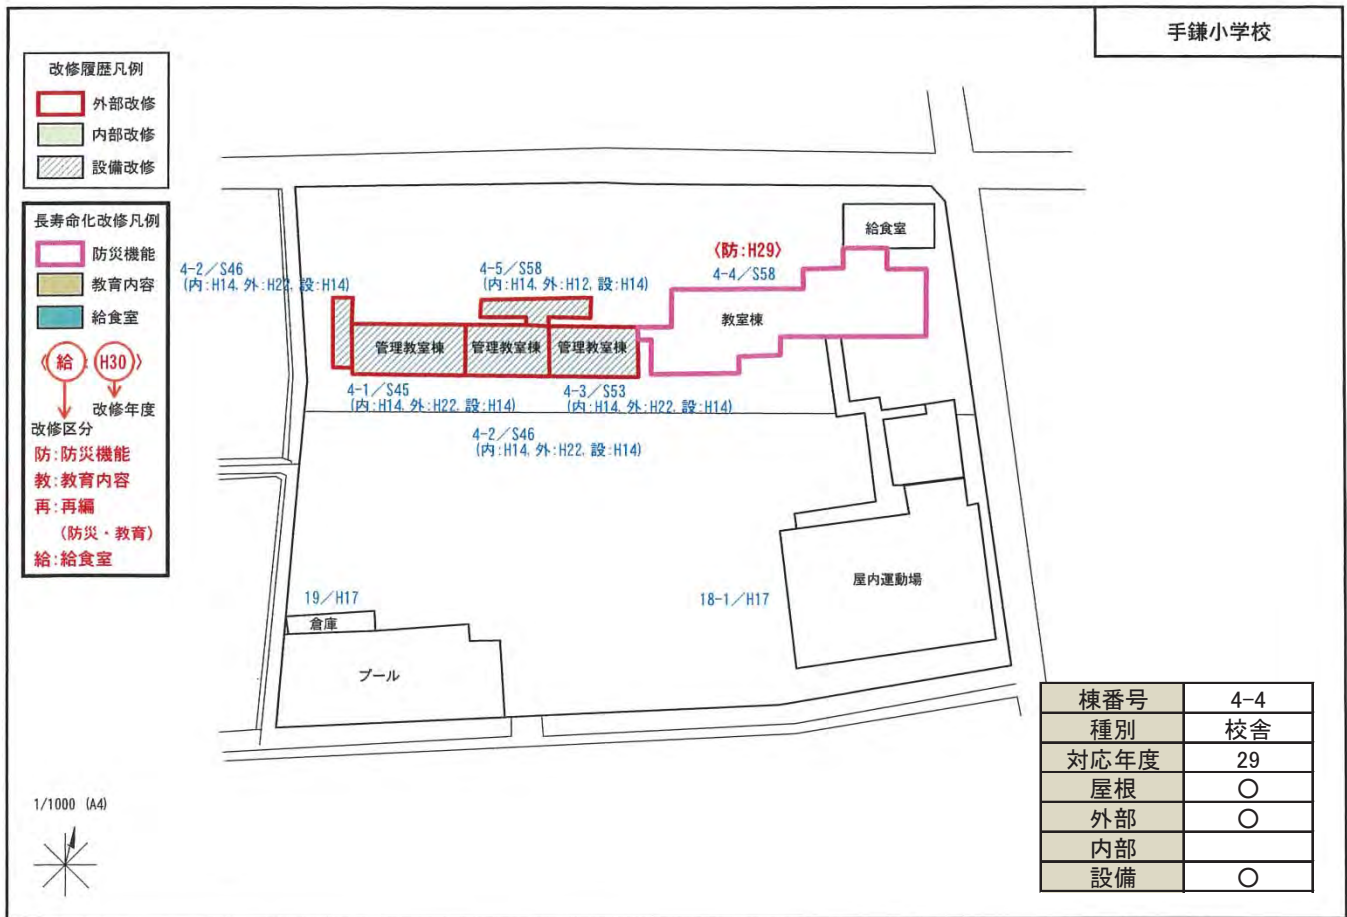 手鎌小学校
改修履歴凡例
外部改修
内部改修
設備改修
長寿命化改修凡例
防災機能
教育内容
給食室
〈給:H30〉
改修年度
改修区分
防:防災機能
教:教育内容
再:再編
(防災・教育)
給:給食室
4-2/S46
(内:H14, 外:H22, 設:H14)
4-5/S58
(内:H14, 外:H12, 設:H14)
〈防:H29〉
4-4/S58
給食室
教室棟
管理教室棟
管理教室棟
管理教室棟
4-1/S45
(内:H14, 外:H22, 設:H14)
4-3/S53
(内:H14, 外:H22, 設:H14)
4-2/S46
(内:H14, 外:H22, 設:H14)
19/H17
倉庫
プール
18-1/H17
屋内運動場
棟番号 4-4
種別 校舎
対応年度 29
屋根 〇
外部 〇
内部
設備 〇
1/1000 (A4)